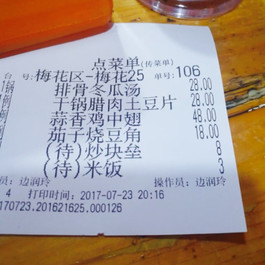 点菜单(传菜单)
台 号:梅花区-梅花25 单号:106
排骨冬瓜汤 28.00
干锅腊肉土豆片 28.00
蒜香鸡中翅 48.00
茄子烧豆角 18.00
(待)炒块垒 8
(待)米饭 3
员:边润玲 操作员:边润玲
4 打印时间:2017-07-23 20:16
170723.201621625.000126